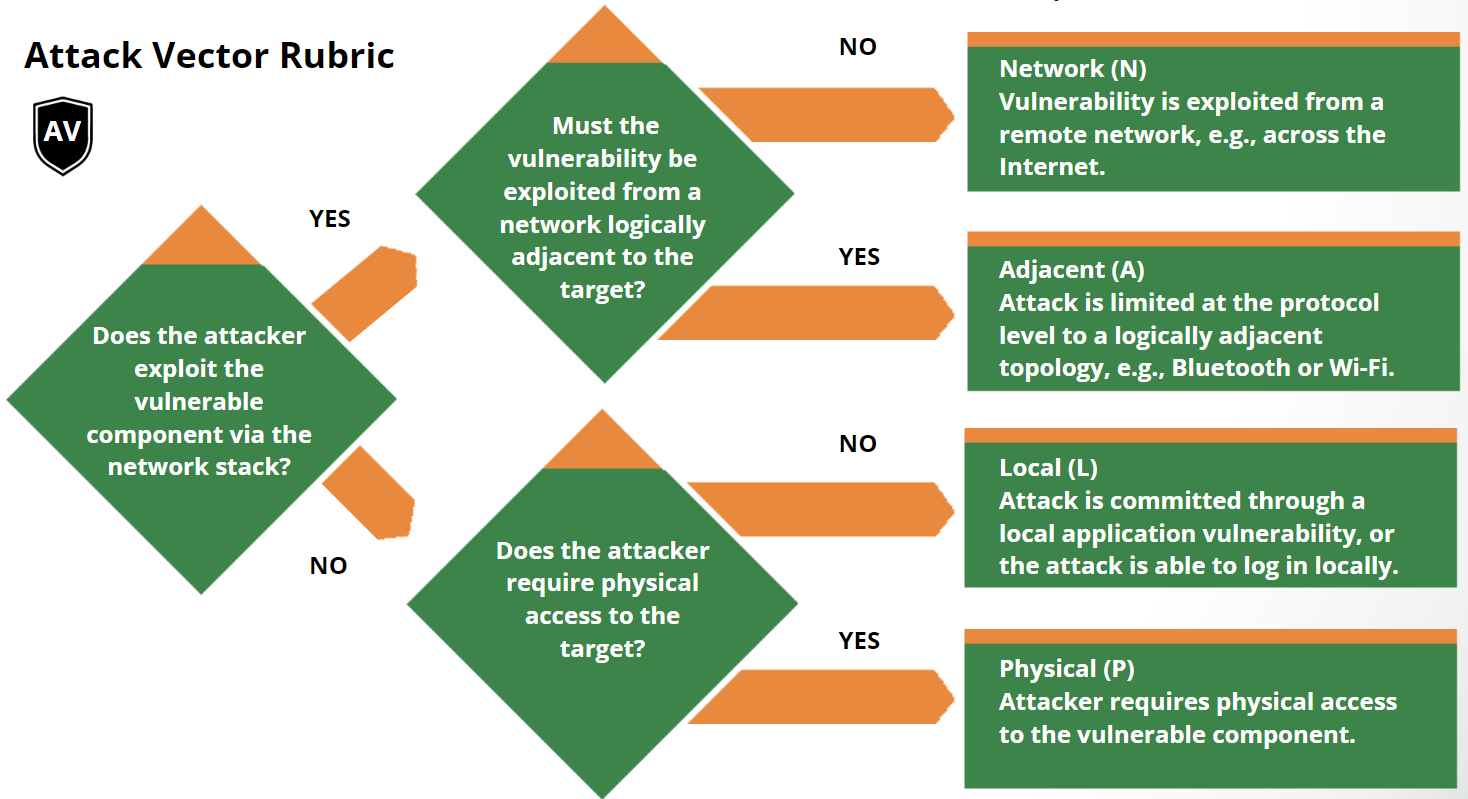 Attack Vector Rubric
AV
Does the attacker
exploit the
vulnerable
component via the
network stack?
YES
NO
Must the
vulnerability be
exploited from a
network logically
adjacent to the
target?
NO
YES
Network (N)
Vulnerability is exploited from a
remote network, e.g., across the
Internet.
Adjacent (A)
Attack is limited at the protocol
level to a logically adjacent
topology, e.g., Bluetooth or Wi-Fi.
Does the attacker
require physical
access to the
target?
NO
YES
Local (L)
Attack is committed through a
local application vulnerability, or
the attack is able to log in locally.
Physical (P)
Attacker requires physical access
to the vulnerable component.